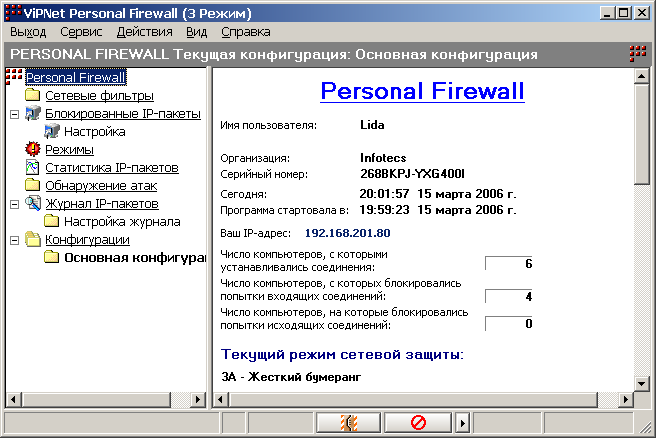 ViPNet Personal Firewall (3 Режим)
Выход Сервис Действия Вид Справка
PERSONAL FIREWALL Текущая конфигурация: Основная конфигурация
Personal Firewall
Сетевые фильтры
Блокированные IP-пакеты
Настройка
Режимы
Статистика IP-пакетов
Обнаружение атак
Журнал IP-пакетов
Настройка журнала
Конфигурации
Основная конфигура
Personal Firewall
Имя пользователя: Lida
Организация: Infotecs
Серийный номер: 268BKPJ-YXG400I
Сегодня: 20:01:57 15 марта 2006 г.
Программа стартовала в: 19:59:23 15 марта 2006 г.
Ваш IP-адрес: 192.168.201.80
Число компьютеров, с которыми
устанавливались соединения: 6
Число компьютеров, с которых блокировались
попытки входящих соединений: 4
Число компьютеров, на которые блокировались
попытки исходящих соединений: 0
Текущий режим сетевой защиты:
3А - Жесткий бумеранг